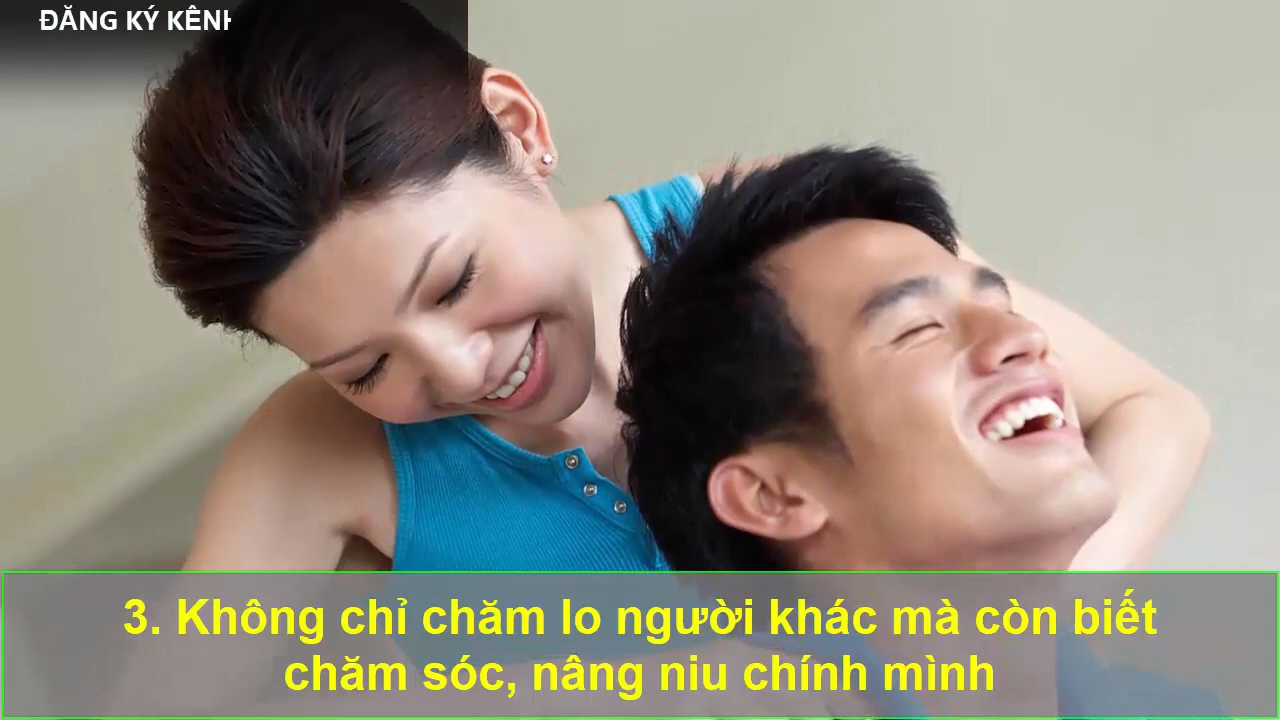 ĐĂNG KÝ KÊNH
3. Không chỉ chăm lo người khác mà còn biết
chăm sóc, nâng niu chính mình